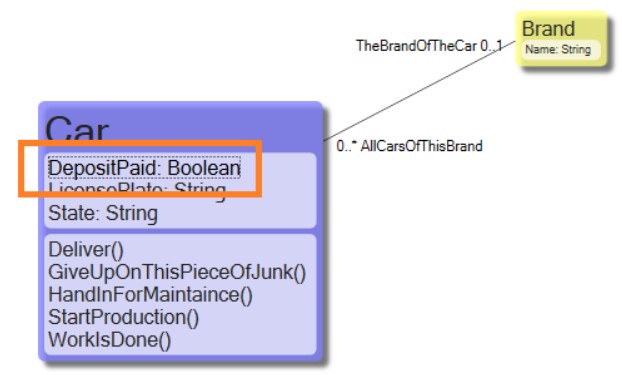 Brand
Name: String
TheBrandOfTheCar 0..1
0..* AllCarsOfThisBrand
Car
DepositPaid: Boolean
LicensePlate: String
State: String
Deliver()
GiveUpOnThisPieceOfJunk()
HandInForMaintaince()
StartProduction()
WorkIsDone()